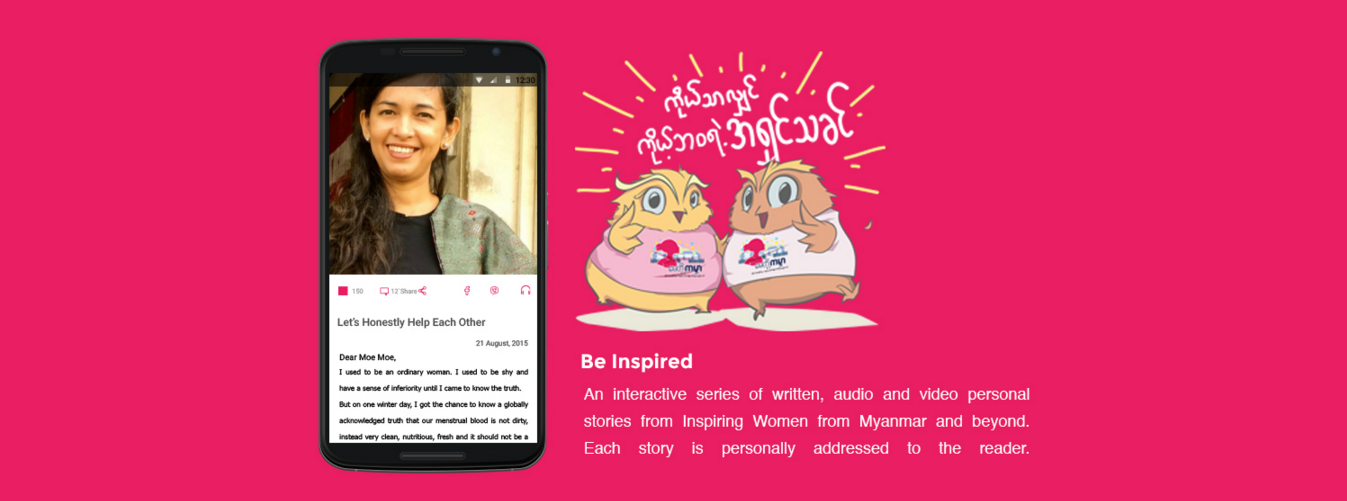 12:30
150
12 Share
Let's Honestly Help Each Other
21 August, 2015
Dear Moe Moe,
I used to be an ordinary woman. I used to be shy and
have a sense of inferiority until I came to know the truth.
But on one winter day, I got the chance to know a globally
acknowledged truth that our menstrual blood is not dirty,
instead very clean, nutritious, fresh and it should not be a
ကိုယ်သာလျှင်
ကိုယ့်ဘဝရဲ့ အရှင်သခင်
Be Inspired
An interactive series of written, audio and video personal
stories from Inspiring Women from Myanmar and beyond.
Each story is personally addressed to the reader.